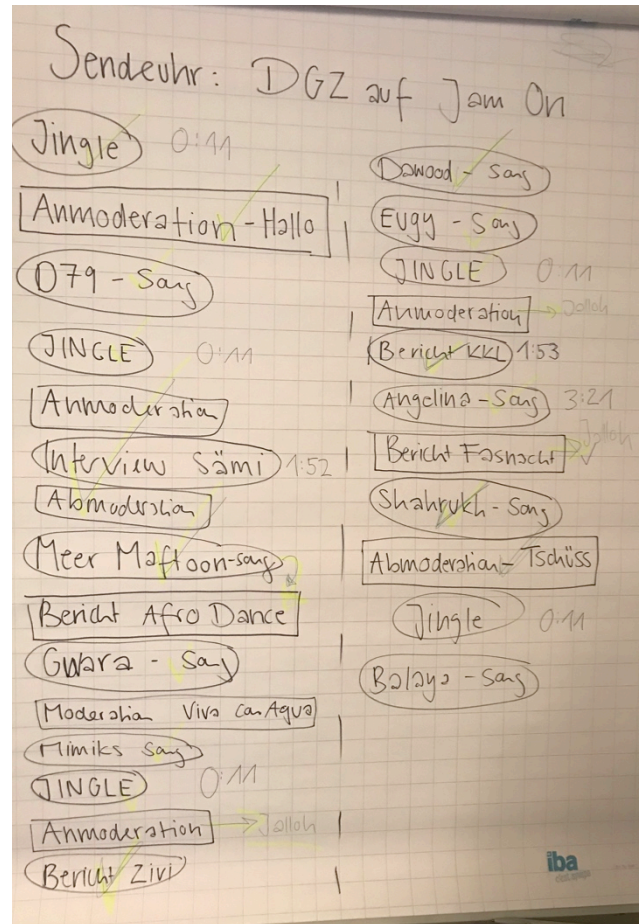 Sendeuhr: DGZ auf Jam On
Jingle 0:11
Anmoderation - Hallo
D79 - Song
JINGLE 0:11
Anmoderation
Interview Sämi 1:52
Abmoderation
Meer Maftoon-song ?
Bericht Afro Dance
Gwara - Song
Moderation Viva con Agua
Mimiks Song
JINGLE 0:11
Anmoderation → Jalloh
Bericht Zivi
Dawood - Song
Eugy - Song
JINGLE 0:11
Anmoderation → Jalloh
Bericht KKL 1:53
Angelina - Song 3:21
Bericht Fasnacht → Jalloh
Shahrukh - Song
Abmoderation - Tschüss
Jingle 0:11
Balaya - Song
iba